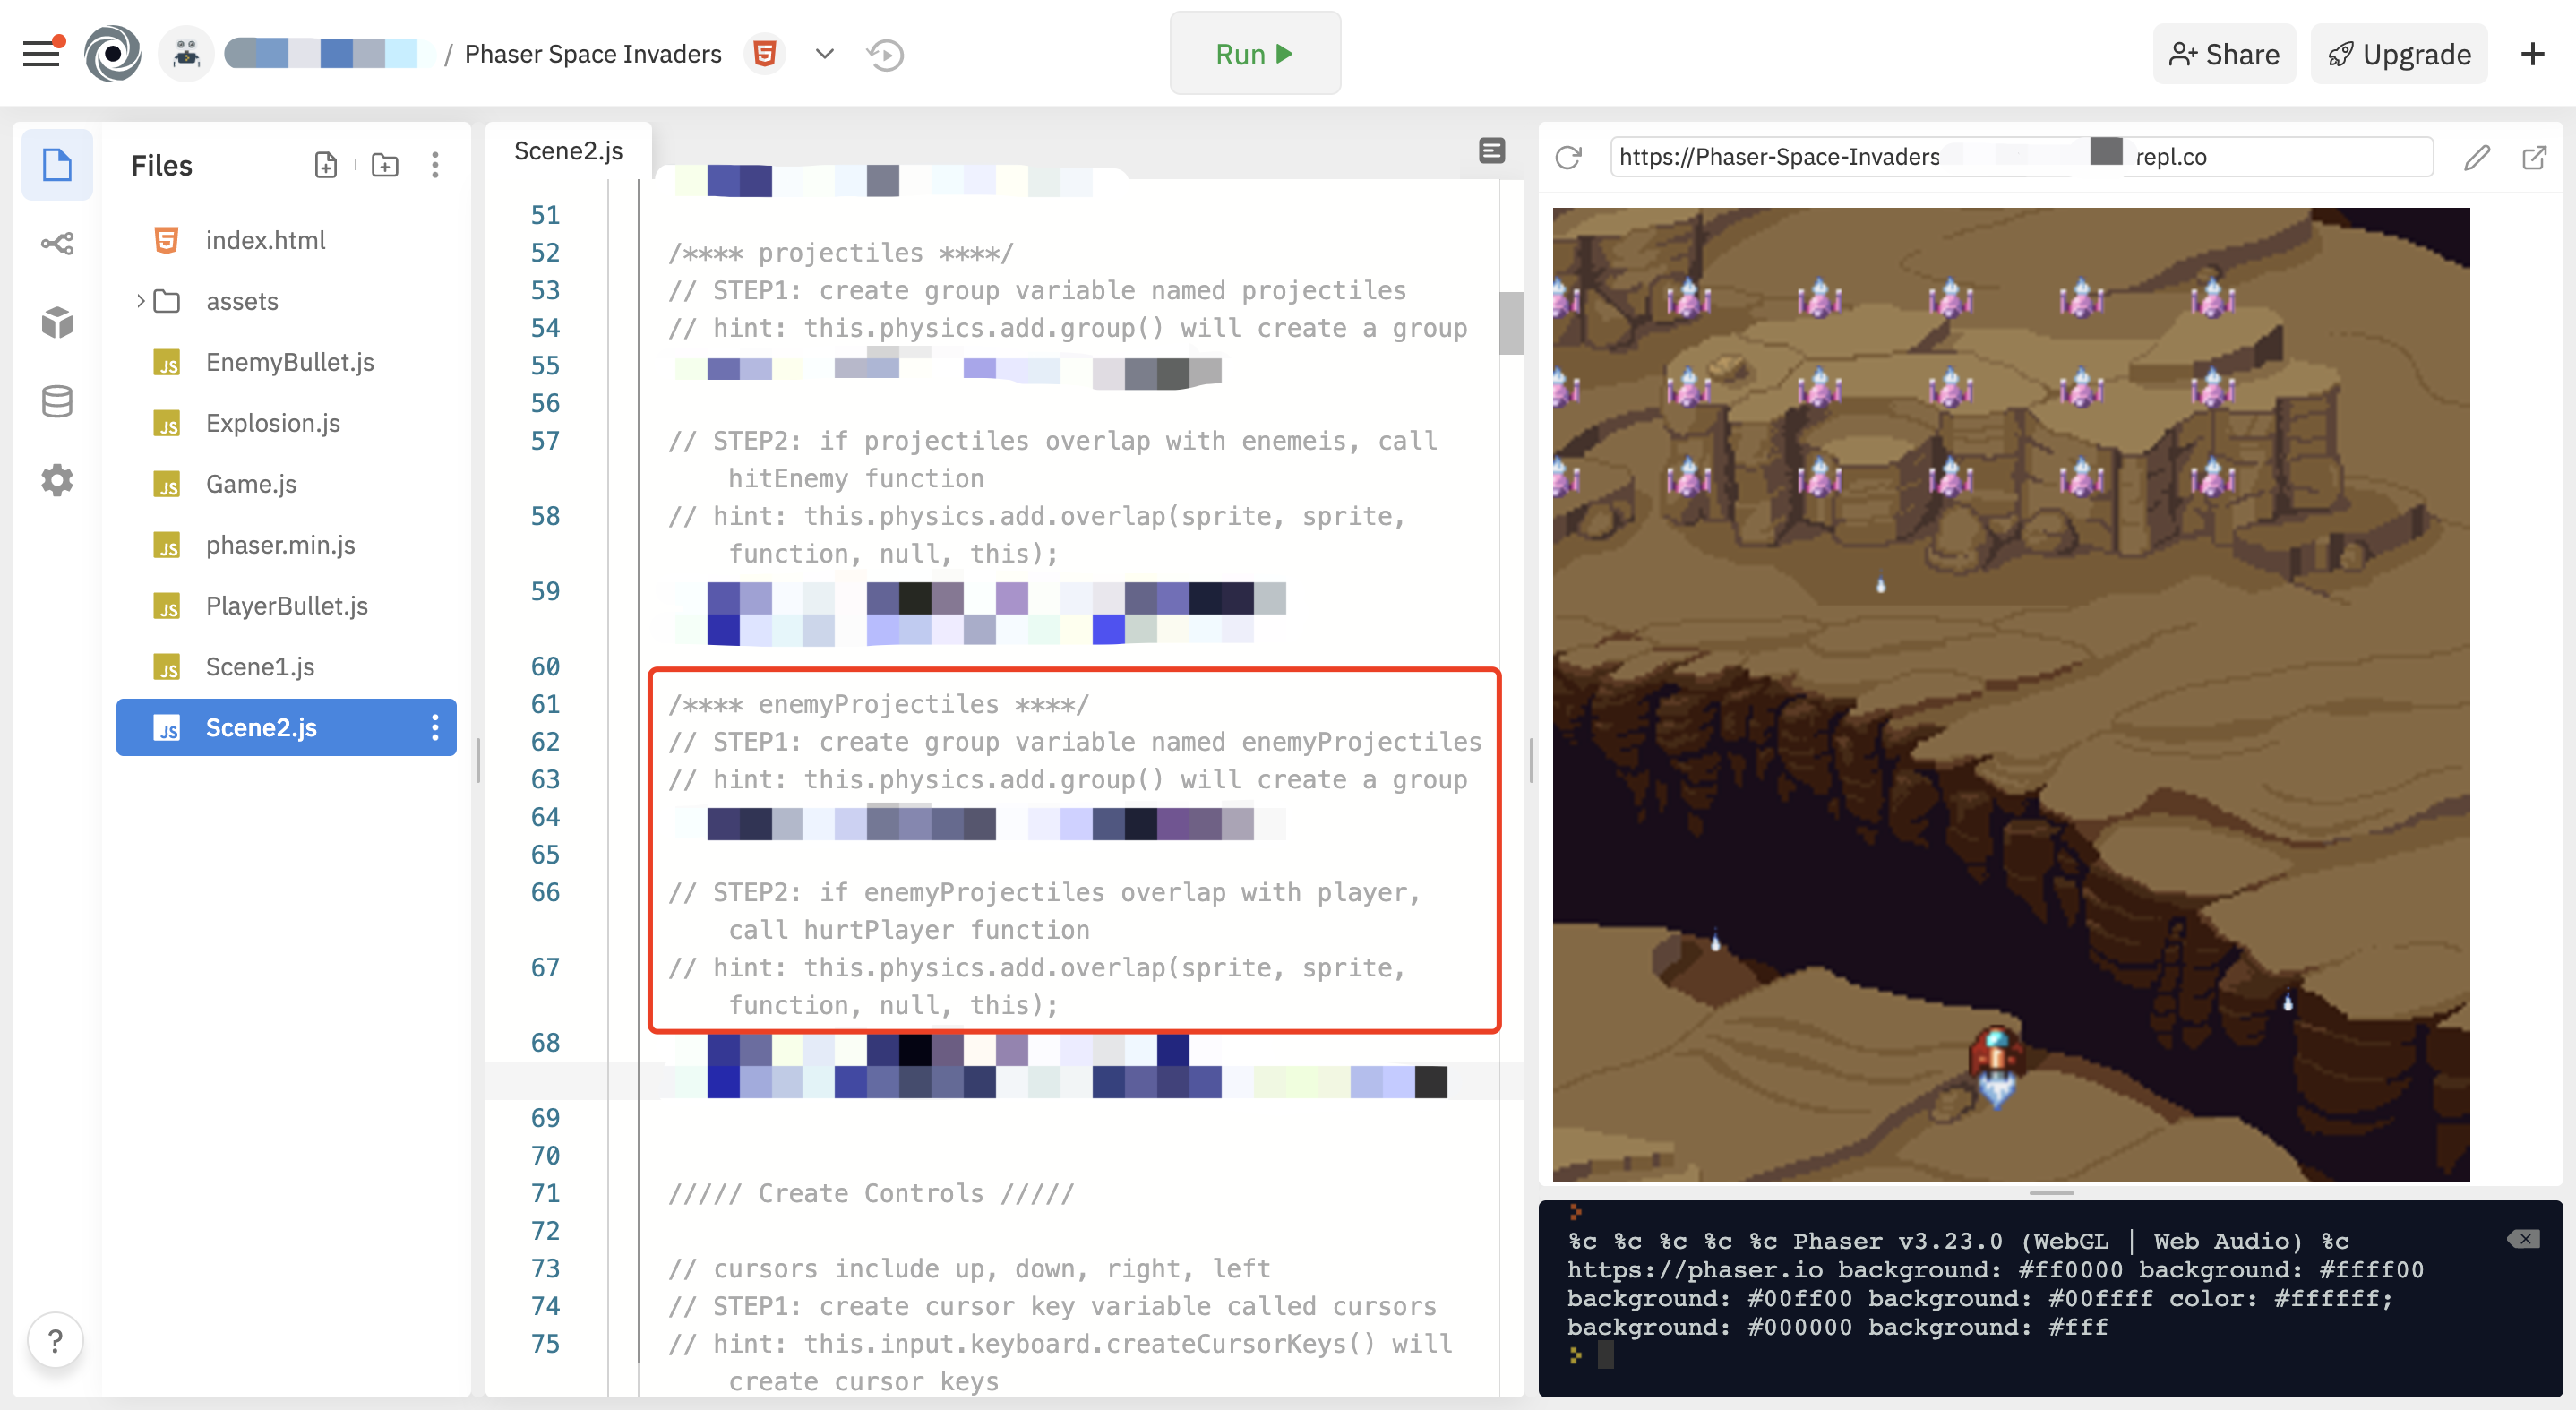 / Phaser Space Invaders
Run
Share
Upgrade
Files
index.html
assets
EnemyBullet.js
Explosion.js
Game.js
phaser.min.js
PlayerBullet.js
Scene1.js
Scene2.js
?
Scene2.js
51
52 /**** projectiles ****/
53 // STEP1: create group variable named projectiles
54 // hint: this.physics.add.group() will create a group
55
56
57 // STEP2: if projectiles overlap with enemeis, call
hitEnemy function
58 // hint: this.physics.add.overlap(sprite, sprite,
function, null, this);
59
60
61 /**** enemyProjectiles ****/
62 // STEP1: create group variable named enemyProjectiles
63 // hint: this.physics.add.group() will create a group
64
65
66 // STEP2: if enemyProjectiles overlap with player,
call hurtPlayer function
67 // hint: this.physics.add.overlap(sprite, sprite,
function, null, this);
68
69
70
71 ///// Create Controls /////
72
73 // cursors include up, down, right, left
74 // STEP1: create cursor key variable called cursors
75 // hint: this.input.keyboard.createCursorKeys() will
create cursor keys
https://Phaser-Space-Invaders repl.co
%c %c %c %c %c Phaser v3.23.0 (WebGL | Web Audio) %c
https://phaser.io background: #ff0000 background: #ffff00
background: #00ff00 background: #00ffff color: #ffffff;
background: #000000 background: #fff